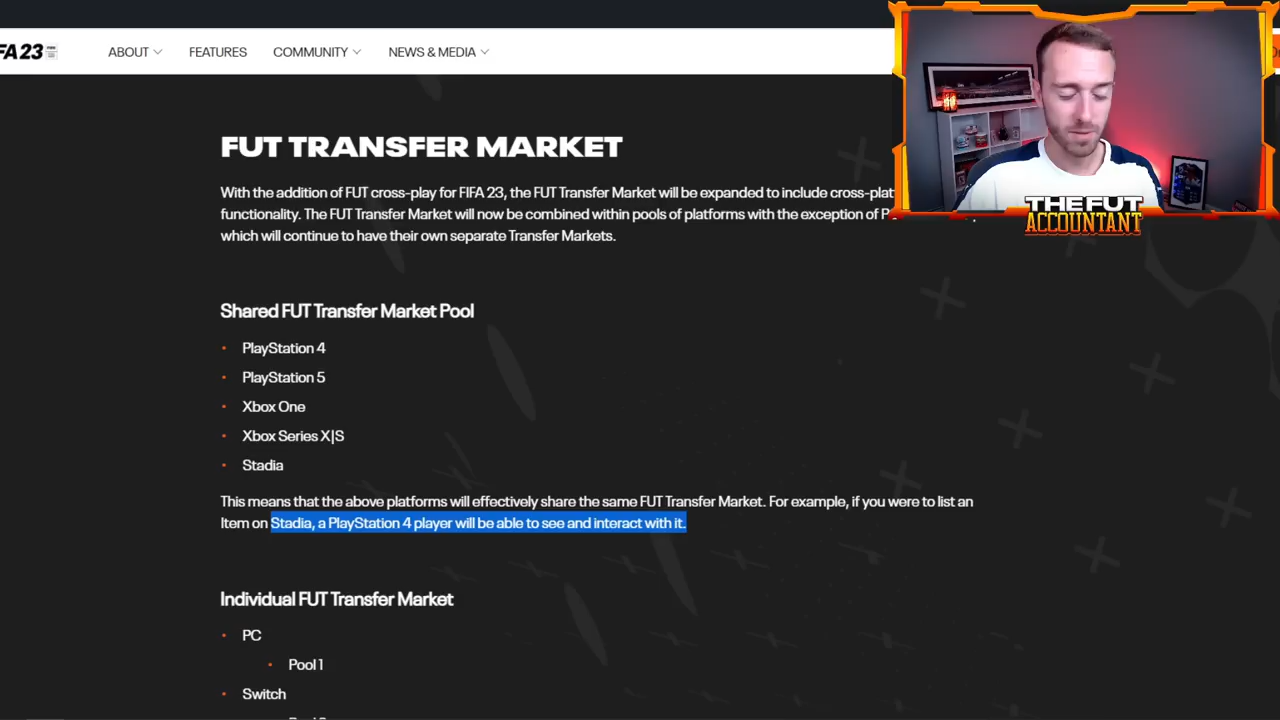 FA 23
ABOUT
FEATURES
COMMUNITY
NEWS & MEDIA
THE FUT
ACCOUNTANT
FUT TRANSFER MARKET
With the addition of FUT cross-play for FIFA 23, the FUT Transfer Market will be expanded to include cross-plat
functionality. The FUT Transfer Market will now be combined within pools of platforms with the exception of
which will continue to have their own separate Transfer Markets.
Shared FUT Transfer Market Pool
PlayStation 4
PlayStation 5
Xbox One
Xbox Series X|S
Stadia
This means that the above platforms will effectively share the same FUT Transfer Market. For example, if you were to list an
Item on Stadia, a PlayStation 4 player will be able to see and interact with it.
Individual FUT Transfer Market
PC
Pool 1
Switch